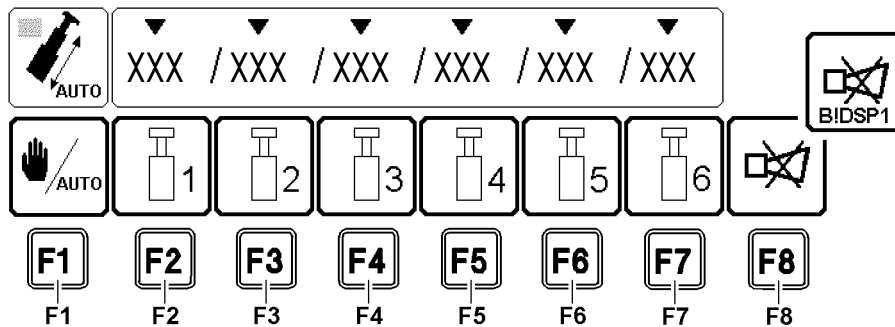 AUTO XXX / XXX / XXX / XXX / XXX / XXX
B!DSP1
/AUTO 1 2 3 4 5 6
F1 F2 F3 F4 F5 F6 F7 F8
F1 F2 F3 F4 F5 F6 F7 F8